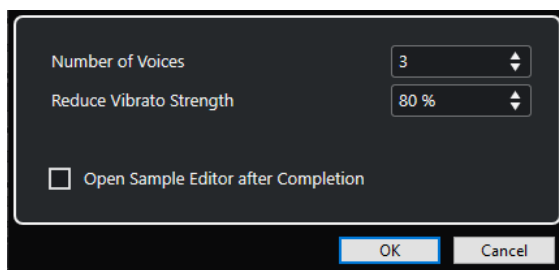 Number of Voices 3
Reduce Vibrato Strength 80 %
Open Sample Editor after Completion
OK Cancel